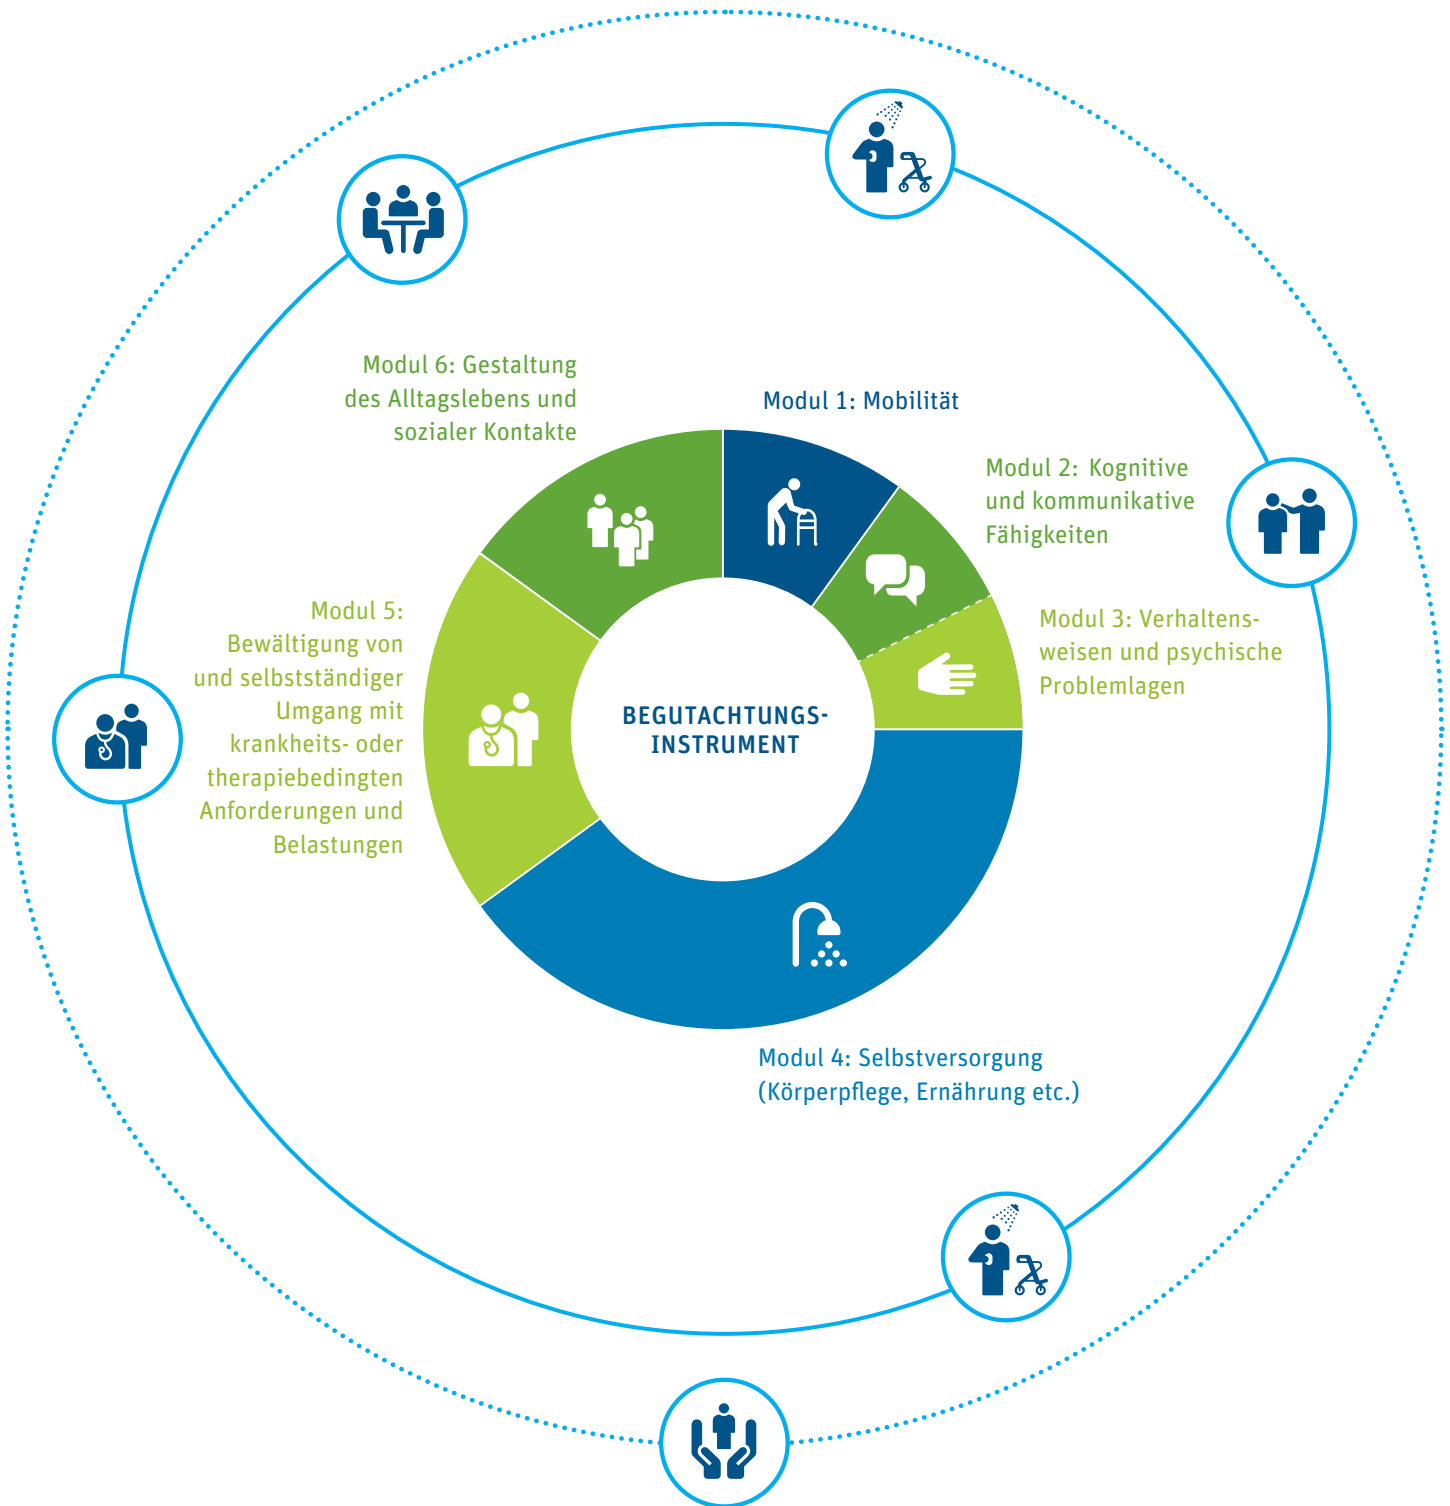 Modul 6: Gestaltung
des Alltagslebens und
sozialer Kontakte
Modul 1: Mobilität
Modul 2: Kognitive
und kommunikative
Fähigkeiten
Modul 3: Verhaltens-
weisen und psychische
Problemlagen
Modul 5:
Bewältigung von
und selbstständiger
Umgang mit
krankheits- oder
therapiebedingten
Anforderungen und
Belastungen
BEGUTACHTUNGS-
INSTRUMENT
Modul 4: Selbstversorgung
(Körperpflege, Ernährung etc.)